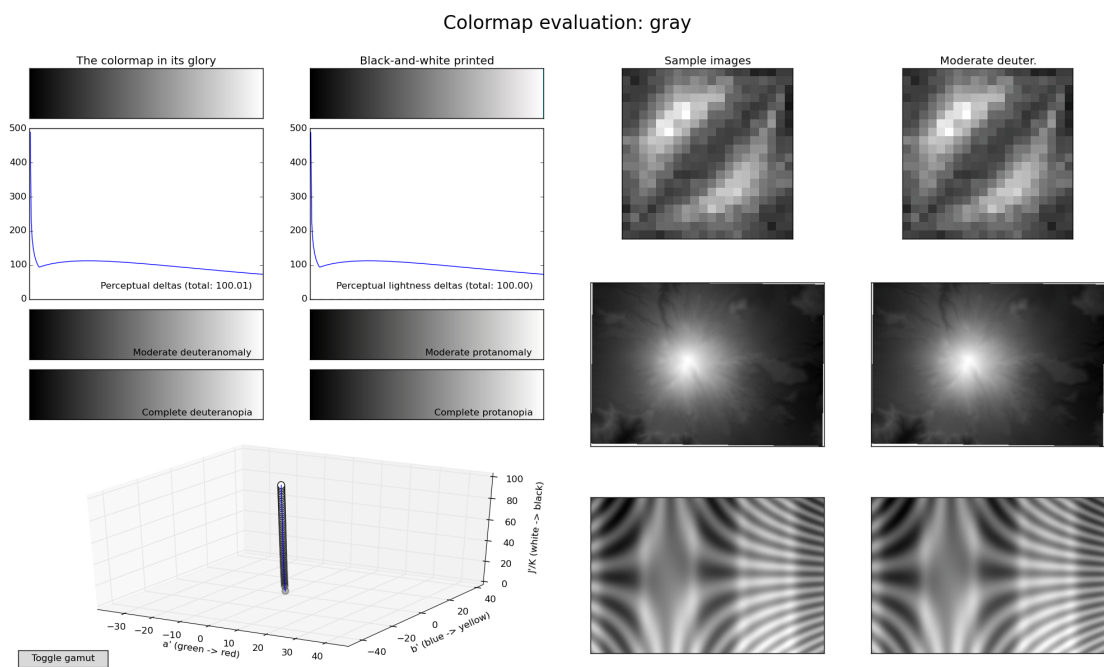 Colormap evaluation: gray
The colormap in its glory
Black-and-white printed
Sample images
Moderate deuter.
500
400
300
200
100
0
Perceptual deltas (total: 100.01)
500
400
300
200
100
0
Perceptual lightness deltas (total: 100.00)
Moderate deuteranomaly
Moderate protanomaly
Complete deuteranopia
Complete protanopia
100
80
60
40
20
0
J'/K (white -> black)
−30
−20
−10
0
10
20
30
40
a' (green -> red)
−40
−20
0
20
40
b' (blue -> yellow)
Toggle gamut